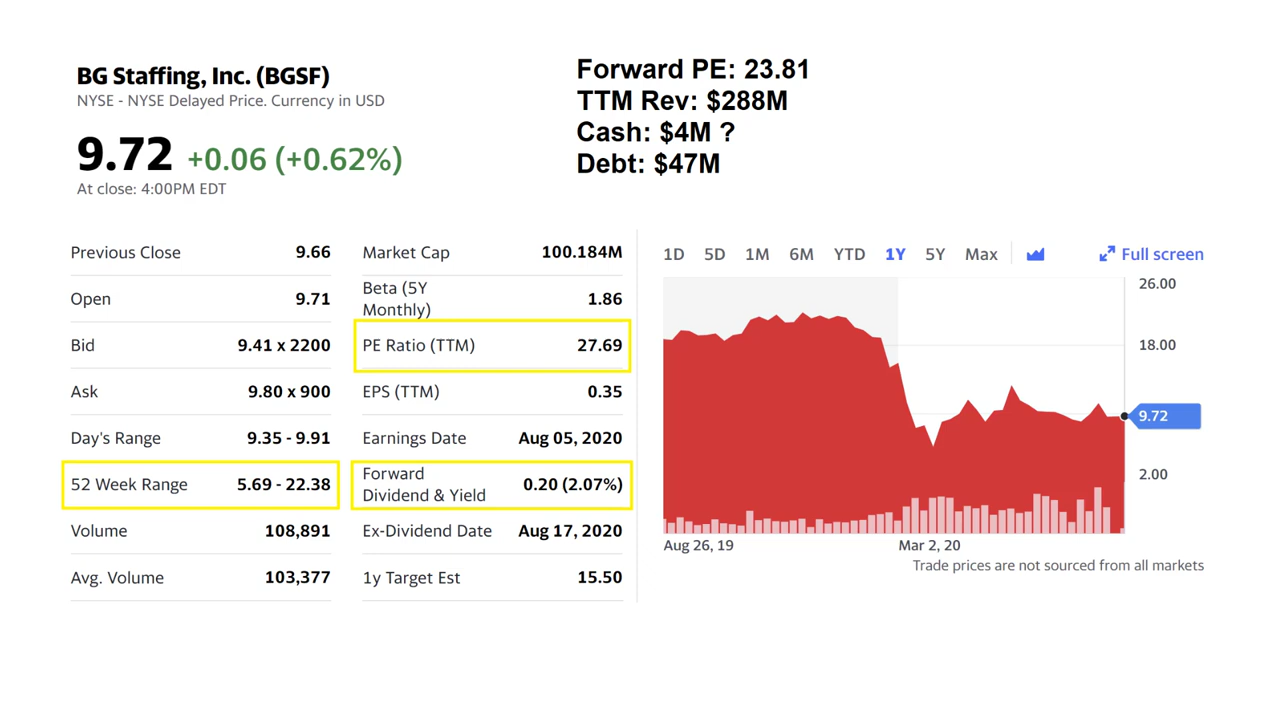 BG Staffing, Inc. (BGSF)
NYSE - NYSE Delayed Price. Currency in USD
9.72 +0.06 (+0.62%)
At close: 4:00PM EDT
Forward PE: 23.81
TTM Rev: $288M
Cash: $4M ?
Debt: $47M
Previous Close 9.66
Open 9.71
Bid 9.41 x 2200
Ask 9.80 x 900
Day's Range 9.35 - 9.91
52 Week Range 5.69 - 22.38
Volume 108,891
Avg. Volume 103,377
Market Cap 100.184M
Beta (5Y
Monthly) 1.86
PE Ratio (TTM) 27.69
EPS (TTM) 0.35
Earnings Date Aug 05, 2020
Forward
Dividend & Yield 0.20 (2.07%)
Ex-Dividend Date Aug 17, 2020
1y Target Est 15.50
1D 5D 1M 6M YTD 1Y 5Y Max Full screen
26.00
18.00
9.72
2.00
Aug 26, 19 Mar 2, 20
Trade prices are not sourced from all markets